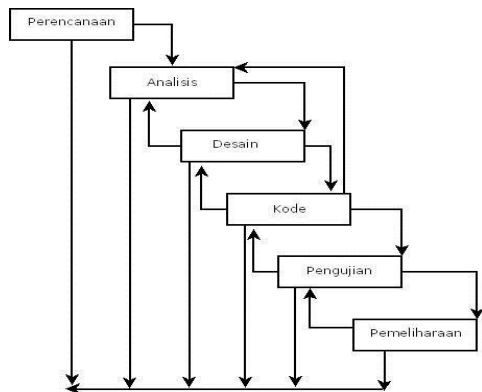 Perencanaan
Analisis
Desain
Kode
Pengujian
Pemeliharaan